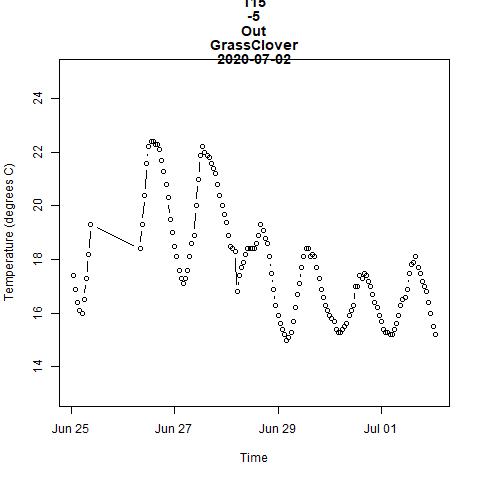 T15
-5
Out
GrassClover
2020-07-02
Temperature (degrees C)
24
22
20
18
16
14
Jun 25 Jun 27 Jun 29 Jul 01
Time